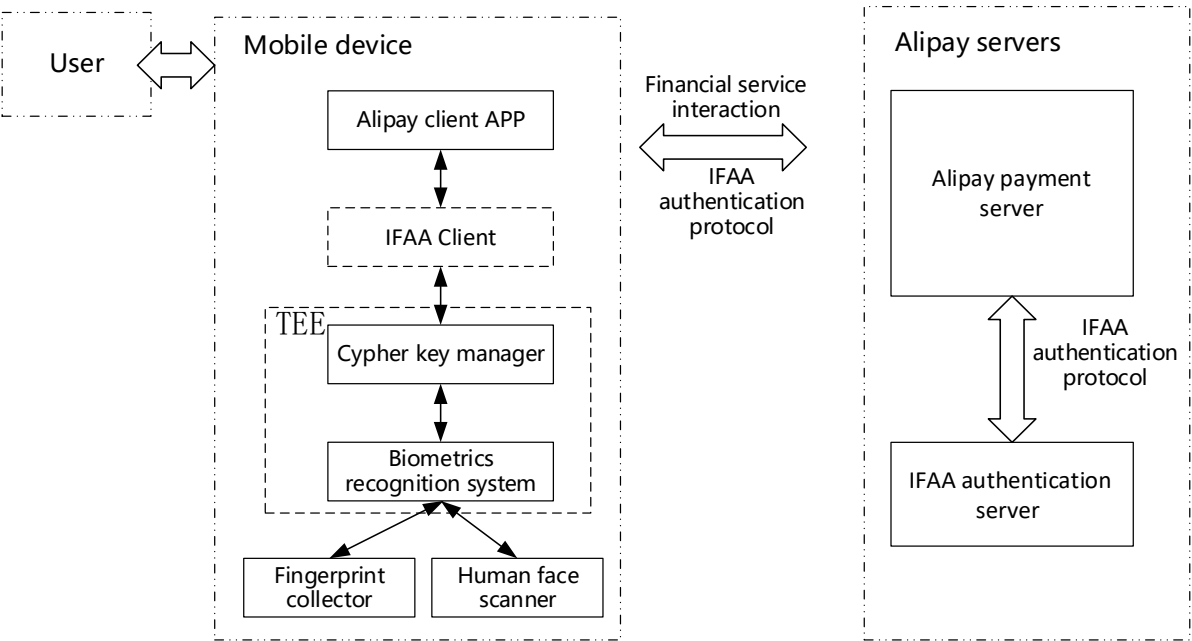 User
Mobile device
Alipay client APP
IFAA Client
TEE
Cypher key manager
Biometrics
recognition system
Fingerprint
collector
Human face
scanner
Financial service
interaction
IFAA
authentication
protocol
Alipay servers
Alipay payment
server
IFAA
authentication
protocol
IFAA authentication
server